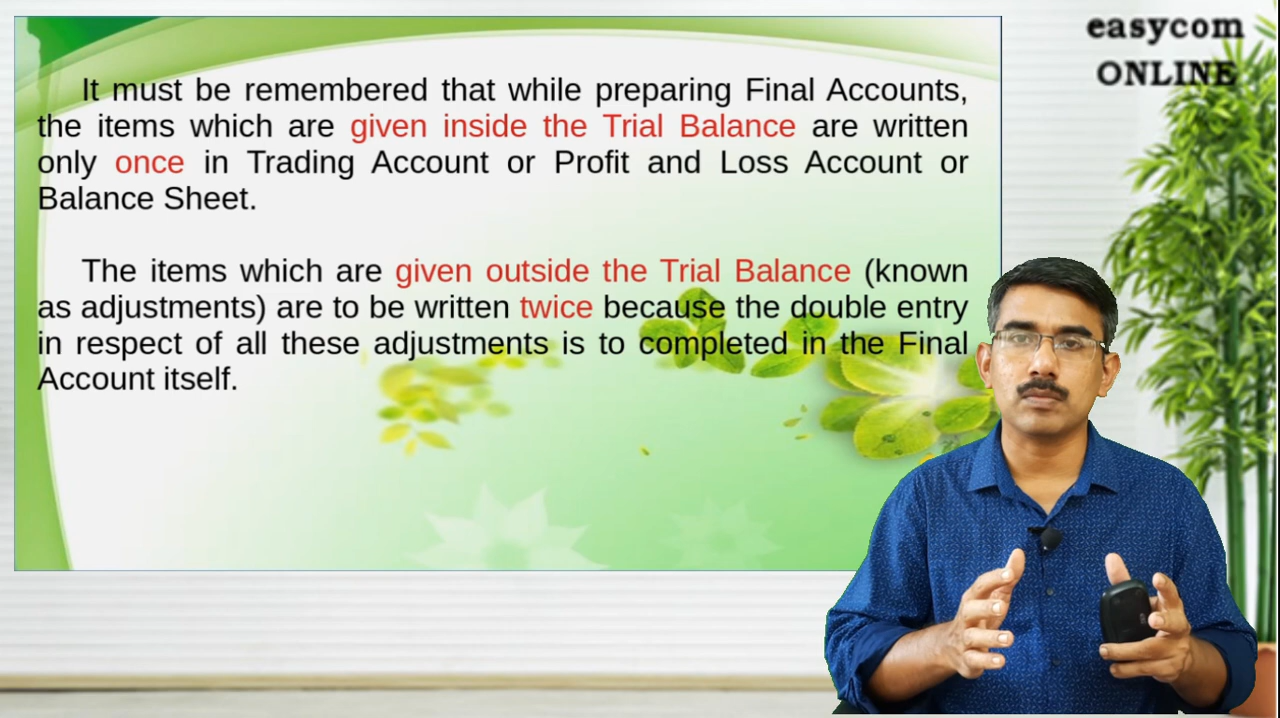 easycom
ONLINE
It must be remembered that while preparing Final Accounts,
the items which are given inside the Trial Balance are written
only once in Trading Account or Profit and Loss Account or
Balance Sheet.
The items which are given outside the Trial Balance (known
as adjustments) are to be written twice because the double entry
in respect of all these adjustments is to completed in the Final
Account itself.